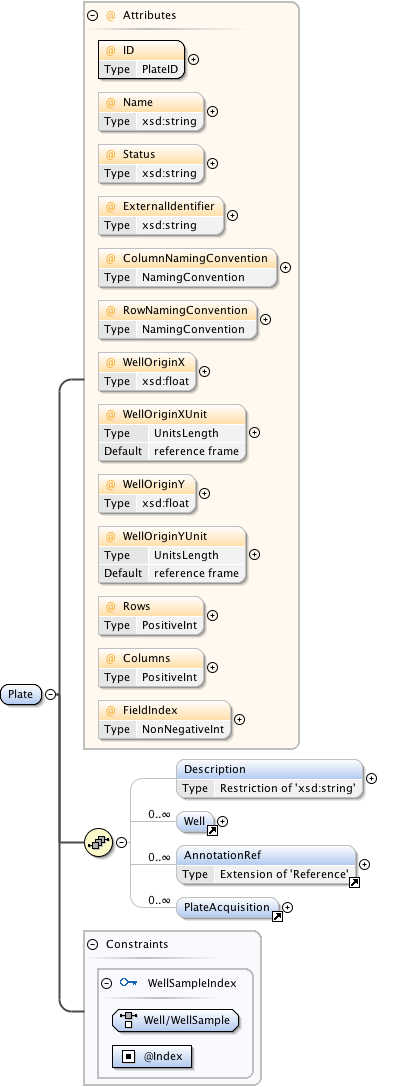 @ Attributes
@ ID
Type PlateID
@ Name
Type xsd:string
@ Status
Type xsd:string
@ ExternalIdentifier
Type xsd:string
@ ColumnNamingConvention
Type NamingConvention
@ RowNamingConvention
Type NamingConvention
@ WellOriginX
Type xsd:float
@ WellOriginXUnit
Type UnitsLength
Default reference frame
@ WellOriginY
Type xsd:float
@ WellOriginYUnit
Type UnitsLength
Default reference frame
@ Rows
Type PositiveInt
@ Columns
Type PositiveInt
@ FieldIndex
Type NonNegativeInt
Plate
Description
Type Restriction of 'xsd:string'
0..∞ Well
0..∞ AnnotationRef
Type Extension of 'Reference'
0..∞ PlateAcquisition
Constraints
WellSampleIndex
Well/WellSample
@Index